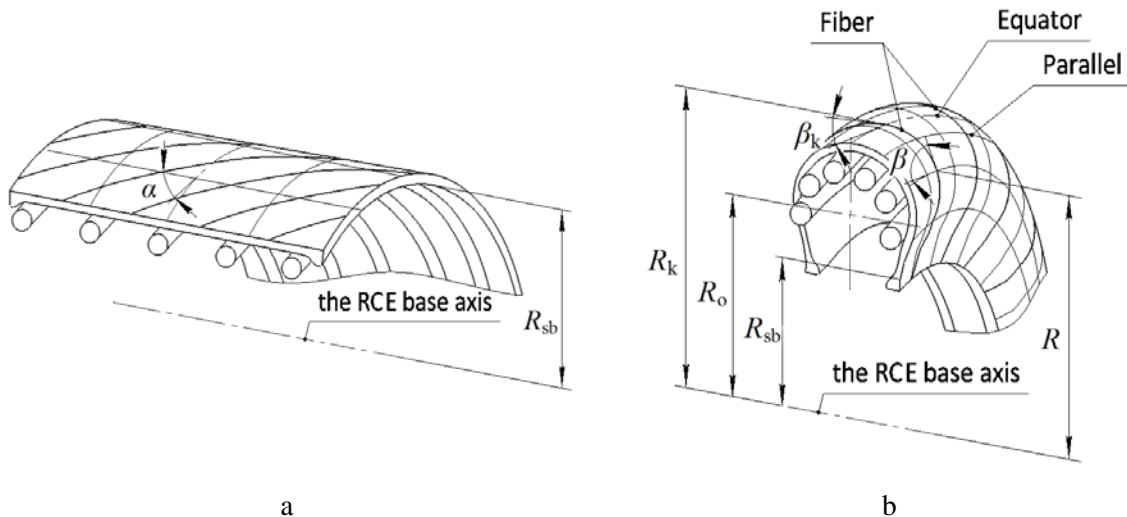 Fiber
Equator
Parallel
α
the RCE base axis
R_sb
β_k
β
R_k
R_o
R_sb
R
the RCE base axis
a
b